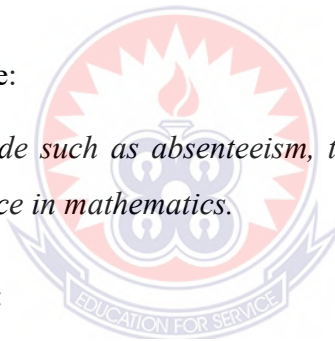 e:
de such as absenteeism, t
ce in mathematics.
:
EDUCATION FOR SERVICE